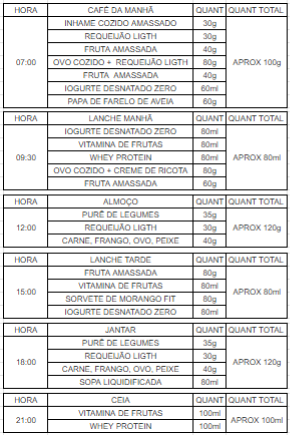 HORA CAFÉ DA MANHÃ QUANT QUANT TOTAL
INHAME COZIDO AMASSADO 30g
REQUEIJÃO LIGTH 30g
FRUTA AMASSADA 40g
07:00 OVO COZIDO + REQUEIJÃO LIGTH 80g APROX 100g
FRUTA AMASSADA 40g
IOGURTE DESNATADO ZERO 60ml
PAPA DE FARELO DE AVEIA 60g
HORA LANCHE MANHÃ QUANT QUANT TOTAL
IOGURTE DESNATADO ZERO 80ml
VITAMINA DE FRUTAS 80ml
09:30 WHEY PROTEIN 80ml APROX 80ml
OVO COZIDO + CREME DE RICOTA 80g
FRUTA AMASSADA 60g
HORA ALMOÇO QUANT QUANT TOTAL
PURÊ DE LEGUMES 35g
12:00 REQUEIJÃO LIGTH 30g APROX 120g
CARNE, FRANGO, OVO, PEIXE 40g
HORA LANCHE TARDE QUANT QUANT TOTAL
FRUTA AMASSADA 80g
15:00 VITAMINA DE FRUTAS 80ml APROX 80ml
SORVETE DE MORANGO FIT 80g
IOGURTE DESNATADO ZERO 80ml
HORA JANTAR QUANT QUANT TOTAL
PURÊ DE LEGUMES 35g
REQUEIJÃO LIGTH 30g
18:00 CARNE, FRANGO, OVO, PEIXE 40g APROX 120g
SOPA LIQUIDIFICADA 80ml
HORA CEIA QUANT QUANT TOTAL
21:00 VITAMINA DE FRUTAS 100ml APROX 100ml
WHEY PROTEIN 100ml